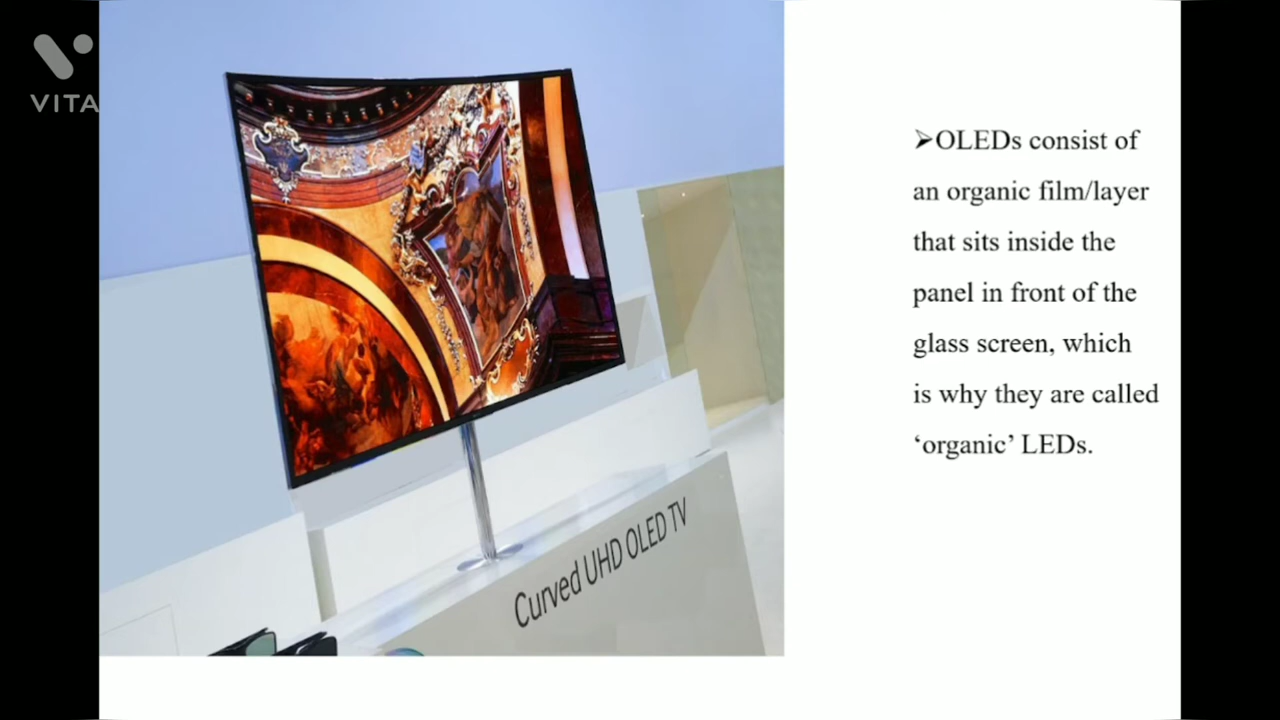 VITA
➢OLEDs consist of
an organic film/layer
that sits inside the
panel in front of the
glass screen, which
is why they are called
‘organic’ LEDs.
Curved UHD OLED TV